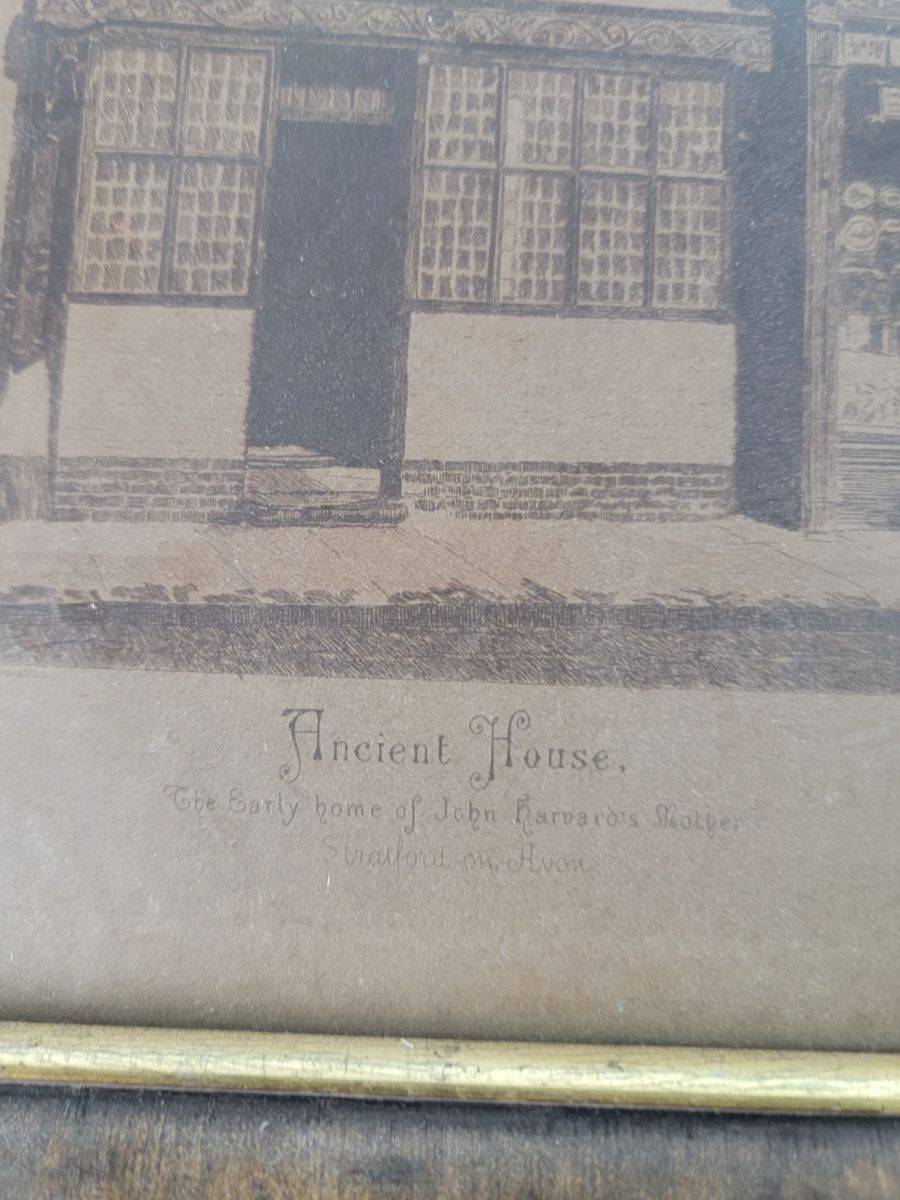 Ancient House.
The Early home of John Harvard's Mother
Stratford on Avon